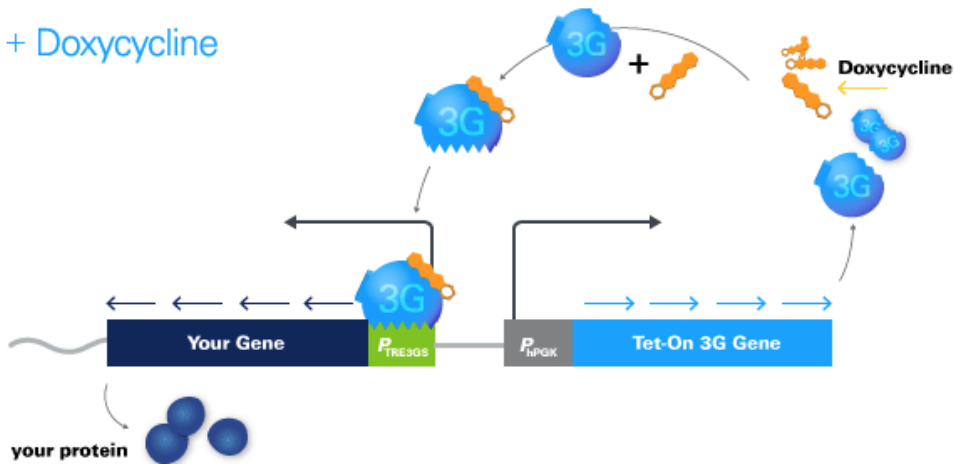 + Doxycycline
3G
+
Doxycycline
3G
3G
3G
3G
3G
Your Gene
PTRE3GS
PhPGK
Tet-On 3G Gene
your protein